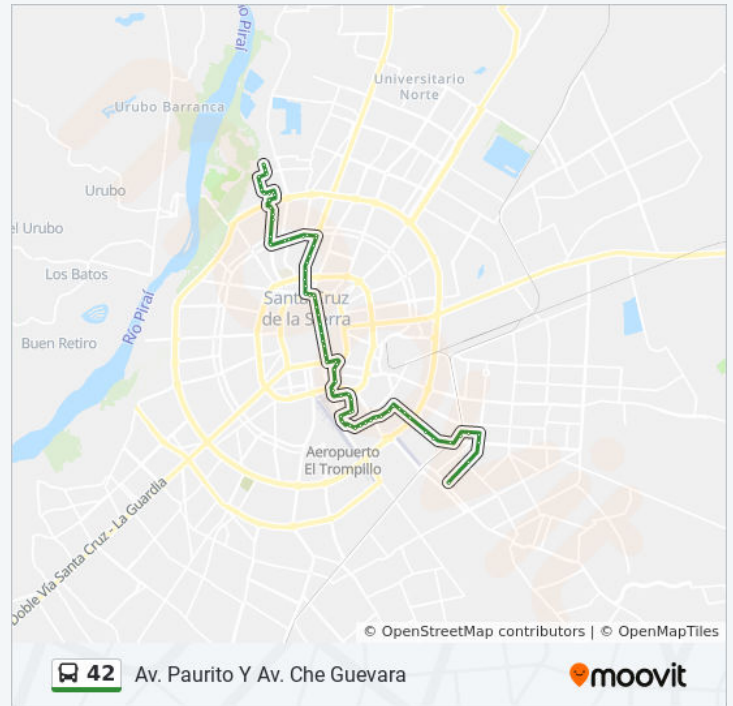 o Piraí
Universitario
Norte
Urubo Barranca
Urubo
el Urubo
Los Batos
Río Piraí
Buen Retiro
Santa Cruz
de la Sierra
Aeropuerto
El Trompillo
Doble Vía Santa Cruz - La Guardia
© OpenStreetMap contributors | © OpenMapTiles
42 Av. Paurito Y Av. Che Guevara
moovit